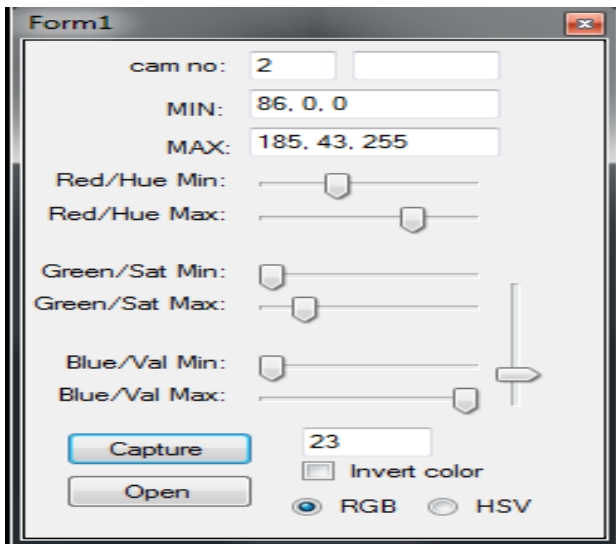 Form1
cam no: 2
MIN: 86, 0, 0
MAX: 185, 43, 255
Red/Hue Min:
Red/Hue Max:
Green/Sat Min:
Green/Sat Max:
Blue/Val Min:
Blue/Val Max:
Capture 23
Invert color
Open
RGB HSV